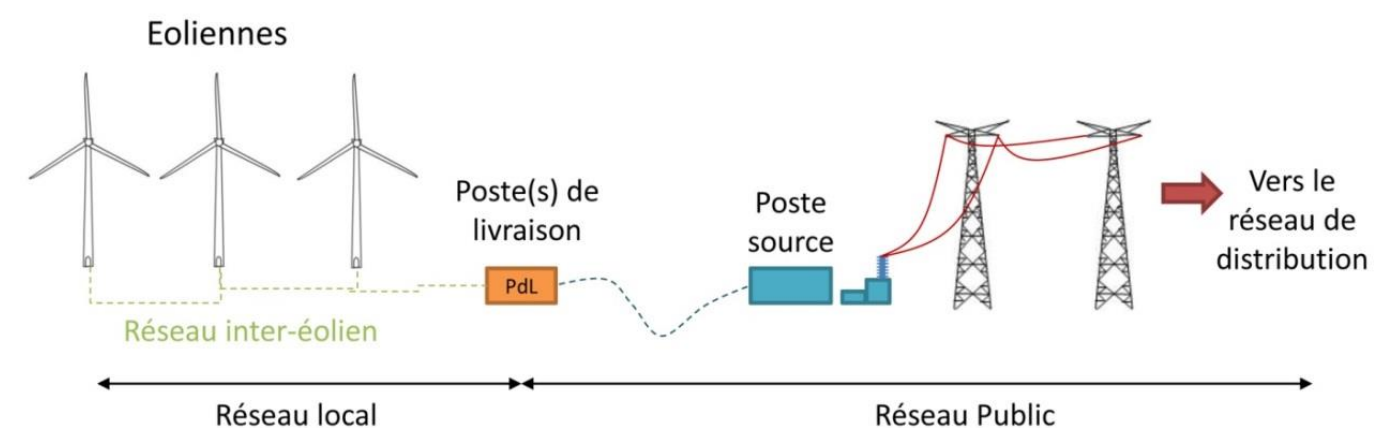 Eoliennes
Poste(s) de
livraison
PdL
Poste
source
Vers le
réseau de
distribution
Réseau inter-éolien
Réseau local
Réseau Public